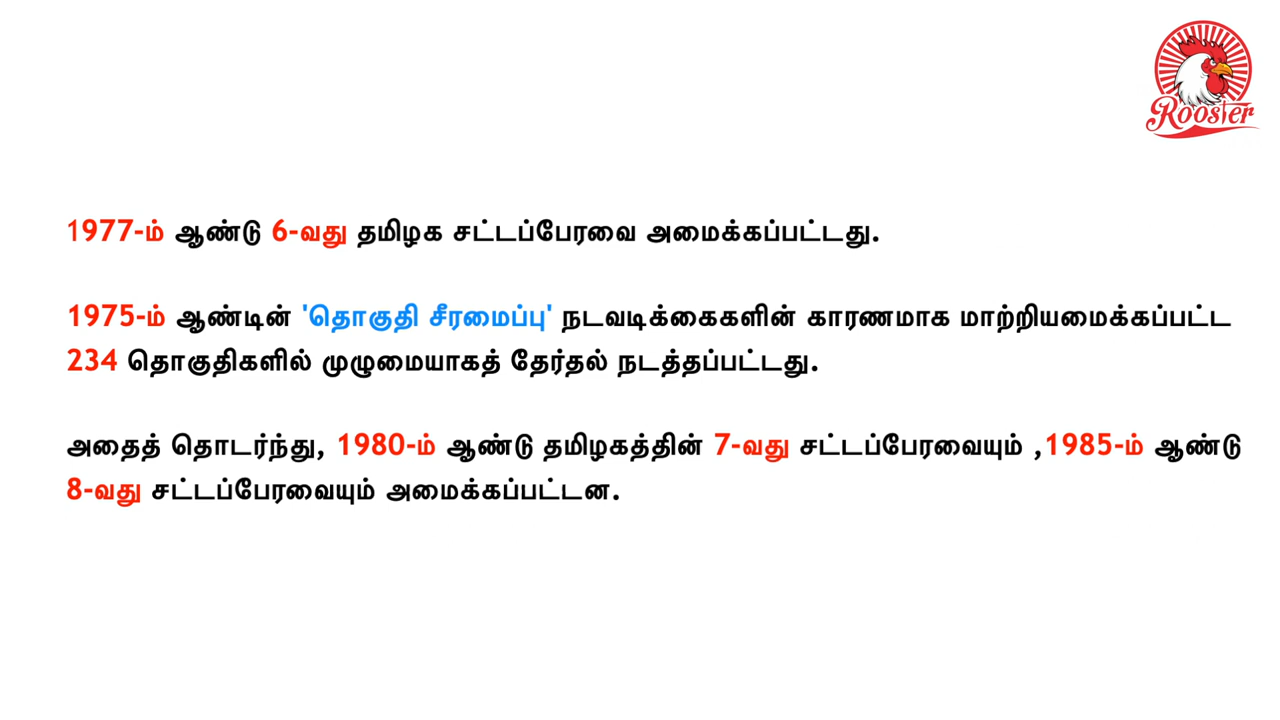 Rooster
1977-ம் ஆண்டு 6-வது தமிழக சட்டப்பேரவை அமைக்கப்பட்டது.
1975-ம் ஆண்டின் 'தொகுதி சீரமைப்பு' நடவடிக்கைகளின் காரணமாக மாற்றியமைக்கப்பட்ட
234 தொகுதிகளில் முழுமையாகத் தேர்தல் நடத்தப்பட்டது.
அதைத் தொடர்ந்து, 1980-ம் ஆண்டு தமிழகத்தின் 7-வது சட்டப்பேரவையும் ,1985-ம் ஆண்டு
8-வது சட்டப்பேரவையும் அமைக்கப்பட்டன.